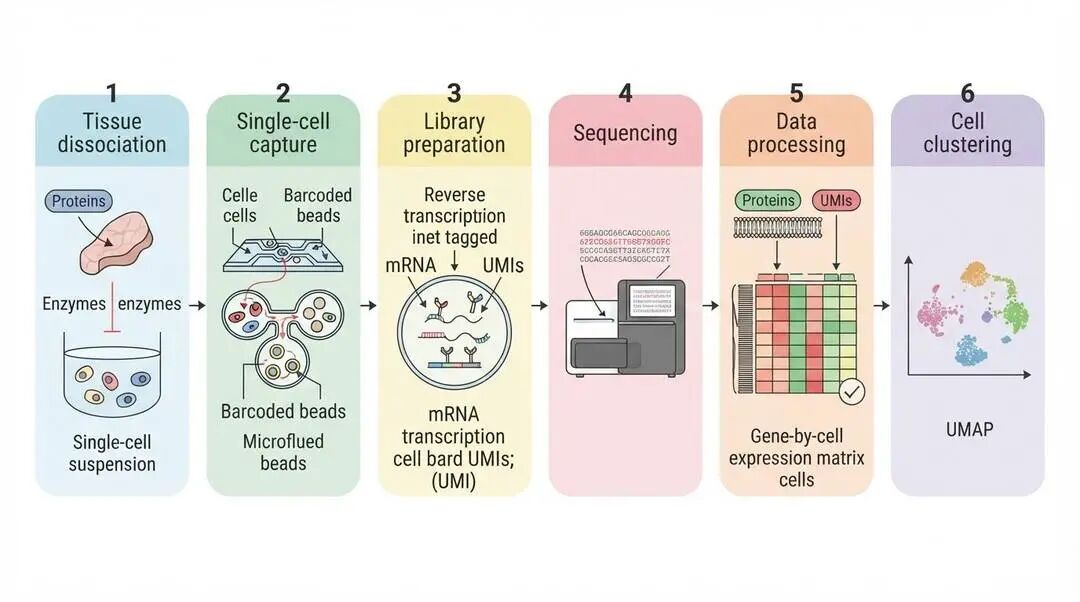 1
Tissue
dissociation
Proteins
Enzymes
enzymes
Single-cell
suspension
2
Single-cell
capture
Celle
cells
Barcoded
beads
Barcoded beads
Microflued
beads
3
Library
preparation
Reverse
transcription
inet tagged
mRNA
UMIs
mRNA
transcription
cell bard UMIs;
(UMI)
4
Sequencing
5
Data
processing
Proteins
UMIs
Gene-by-cell
expression matrix
cells
6
Cell
clustering
UMAP